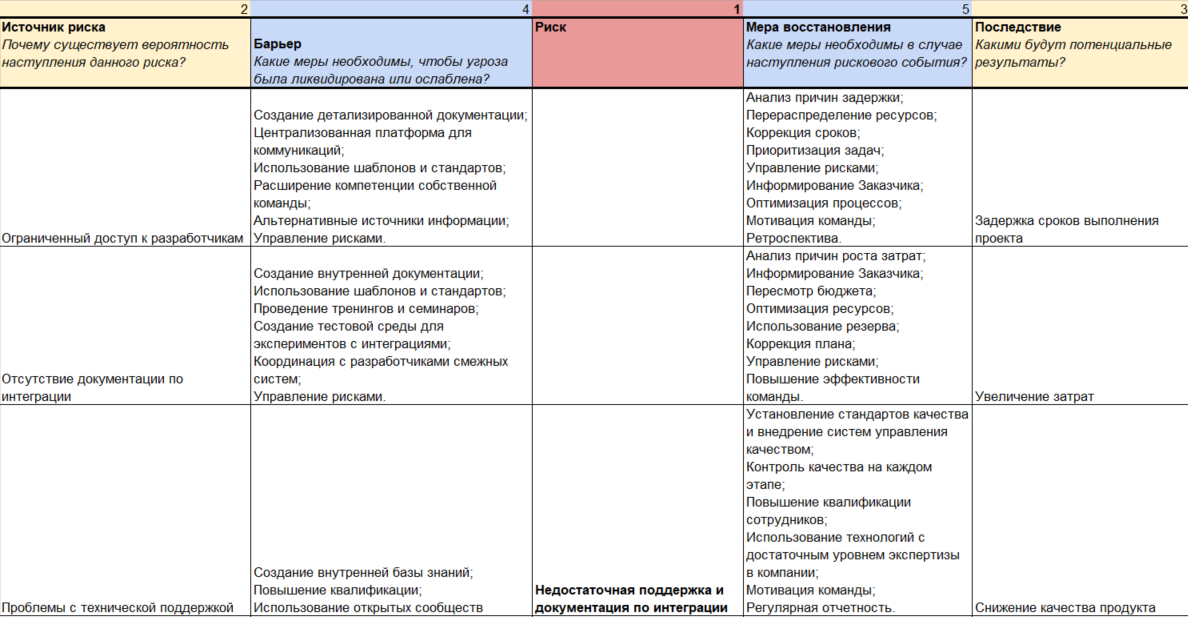 2
4
1
5
3
Источник риска
Почему существует вероятность
наступления данного риска?
Барьер
Какие меры необходимы, чтобы угроза
была ликвидирована или ослаблена?
Риск
Мера восстановления
Какие меры необходимы в случае
наступления рискового события?
Последствие
Какими будут потенциальные
результаты?
Ограниченный доступ к разработчикам
Создание детализированной документации;
Централизованная платформа для
коммуникаций;
Использование шаблонов и стандартов;
Расширение компетенции собственной
команды;
Альтернативные источники информации;
Управление рисками.
Анализ причин задержки;
Перераспределение ресурсов;
Коррекция сроков;
Приоритизация задач;
Управление рисками;
Информирование Заказчика;
Оптимизация процессов;
Мотивация команды;
Ретроспектива.
Задержка сроков выполнения
проекта
Отсутствие документации по
интеграции
Создание внутренней документации;
Использование шаблонов и стандартов;
Проведение тренингов и семинаров;
Создание тестовой среды для
экспериментов с интеграциями;
Координация с разработчиками смежных
систем;
Управление рисками.
Анализ причин роста затрат;
Информирование Заказчика;
Пересмотр бюджета;
Оптимизация ресурсов;
Использование резерва;
Коррекция плана;
Управление рисками;
Повышение эффективности
команды.
Увеличение затрат
Проблемы с технической поддержкой
Создание внутренней базы знаний;
Повышение квалификации;
Использование открытых сообществ
Недостаточная поддержка и
документация по интеграции
Установление стандартов качества
и внедрение систем управления
качеством;
Контроль качества на каждом
этапе;
Повышение квалификации
сотрудников;
Использование технологий с
достаточным уровнем экспертизы
в компании;
Мотивация команды;
Регулярная отчетность.
Снижение качества продукта